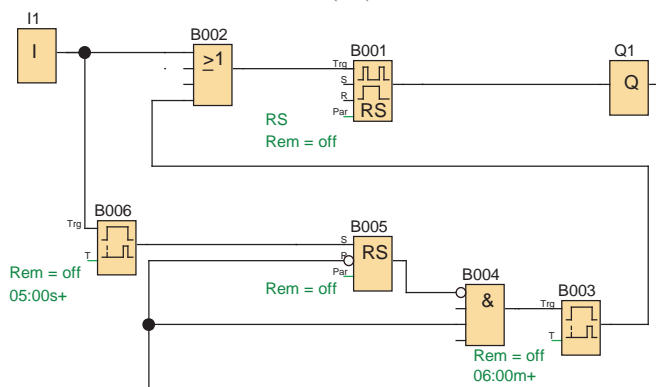 I1
I
B002
≥1
B001
Trg
S
R
Par
RS
RS
Rem = off
Q1
Q
B006
Trg
T
Rem = off
05:00s+
B005
S
R
Par
RS
Rem = off
B004
&
Rem = off
06:00m+
B003
Trg
T